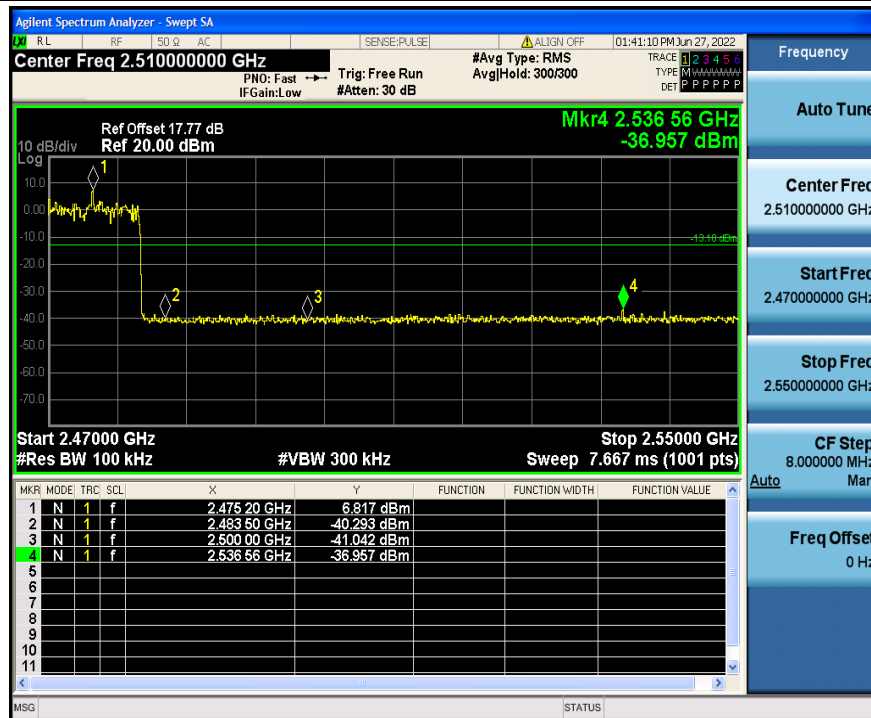 Agilent Spectrum Analyzer - Swept SA
LXI RL RF 50 Ω AC SENSE:PULSE ALIGN OFF 01:41:10 PM Jun 27, 2022
Center Freq 2.510000000 GHz
PNO: Fast
IFGain:Low
Trig: Free Run
#Atten: 30 dB
#Avg Type: RMS
Avg|Hold: 300/300
TRACE 1 2 3 4 5 6
TYPE M
DET P P P P P P
Ref Offset 17.77 dB
10 dB/div Ref 20.00 dBm
Log
Mkr4 2.536 56 GHz
-36.957 dBm
10.0
0.00
-10.0
-20.0
-30.0
-40.0
-50.0
-60.0
-70.0
1
2
3
4
-13.18 dBm
Start 2.47000 GHz Stop 2.55000 GHz
#Res BW 100 kHz #VBW 300 kHz Sweep 7.667 ms (1001 pts)
MKR MODE TRC SCL X Y FUNCTION FUNCTION WIDTH FUNCTION VALUE
1 N 1 f 2.475 20 GHz 6.817 dBm
2 N 1 f 2.483 50 GHz -40.293 dBm
3 N 1 f 2.500 00 GHz -41.042 dBm
4 N 1 f 2.536 56 GHz -36.957 dBm
5
6
7
8
9
10
11
MSG STATUS
Frequency
Auto Tune
Center Freq
2.510000000 GHz
Start Freq
2.470000000 GHz
Stop Freq
2.550000000 GHz
CF Step
8.000000 MHz
Auto Man
Freq Offset
0 Hz